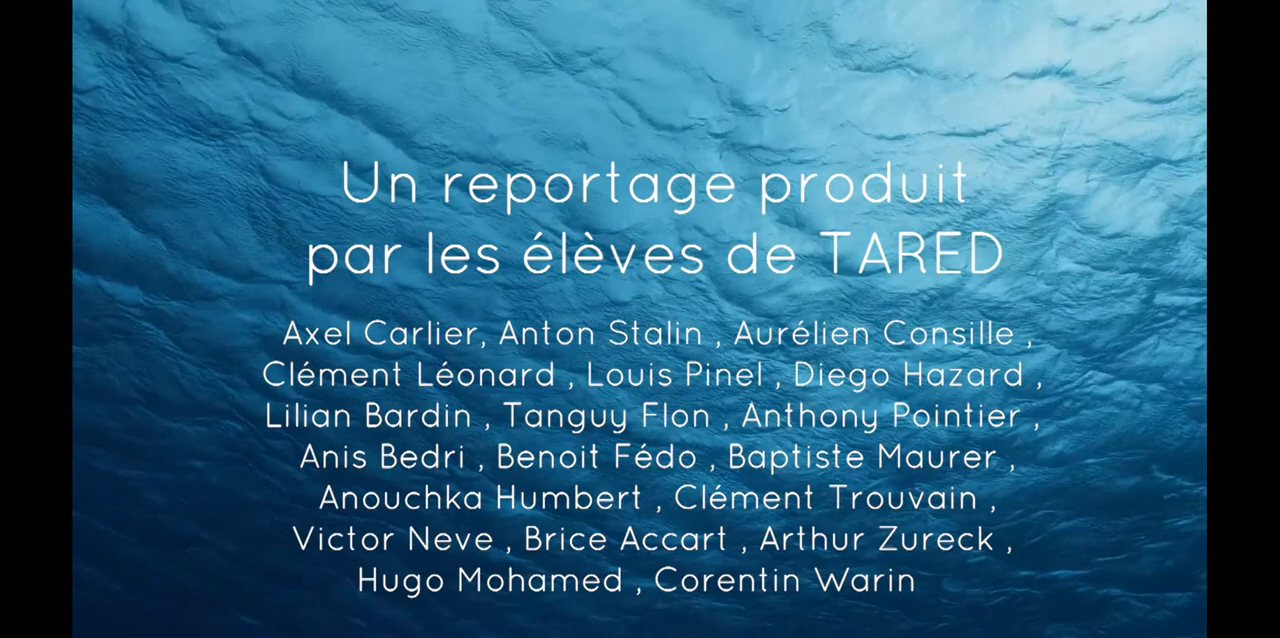 Un reportage produit
par les élèves de TARED
Axel Carlier, Anton Stalin , Aurélien Consille ,
Clément Léonard , Louis Pinel , Diego Hazard ,
Lilian Bardin , Tanguy Flon , Anthony Pointier ,
Anis Bedri , Benoit Fédo , Baptiste Maurer ,
Anouchka Humbert , Clément Trouvain ,
Victor Neve , Brice Accart , Arthur Zureck ,
Hugo Mohamed , Corentin Warin